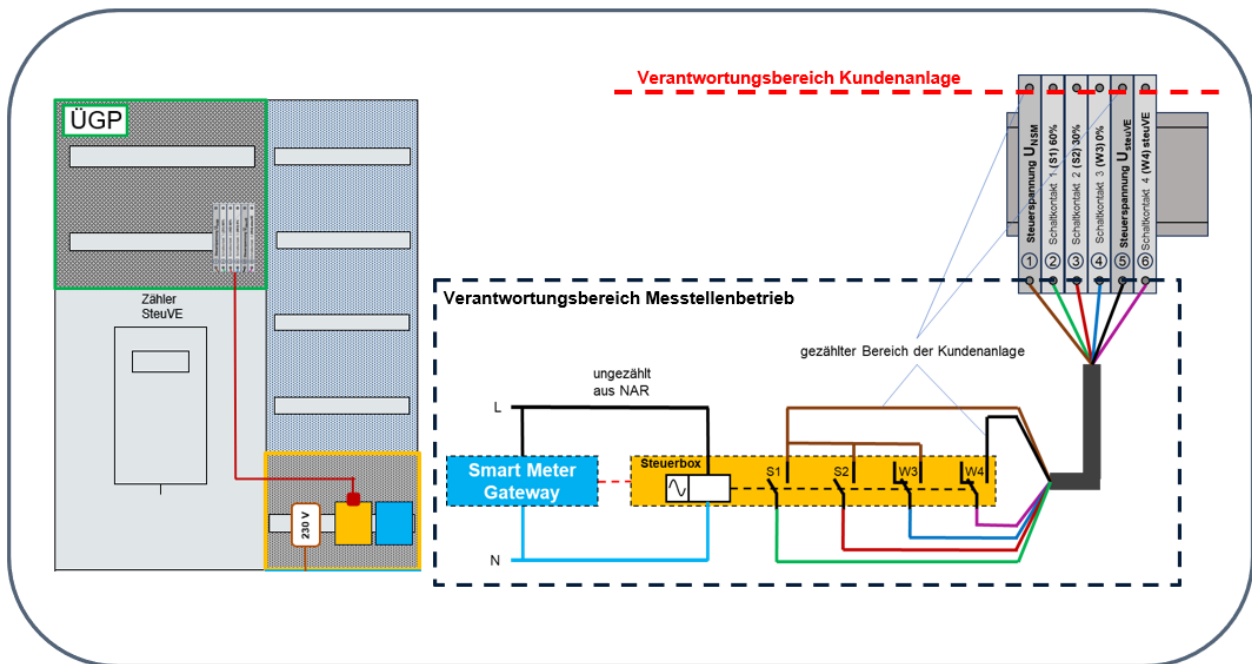 Verantwortungsbereich Kundenanlage
ÜGP
Steuerspannung UNSM
Schaltkontakt 1 (S1) 60%
Schaltkontakt 2 (S2) 30%
Schaltkontakt 3 (W3) 0%
Steuerspannung UsteuVE
Schaltkontakt 4 (W4) steuVE
1
2
3
4
5
6
Zähler
SteuVE
Verantwortungsbereich Messtellenbetrieb
gezählter Bereich der Kundenanlage
ungezählt
aus NAR
L
Smart Meter
Gateway
Steuerbox
S1
S2
W3
W4
230 V
N